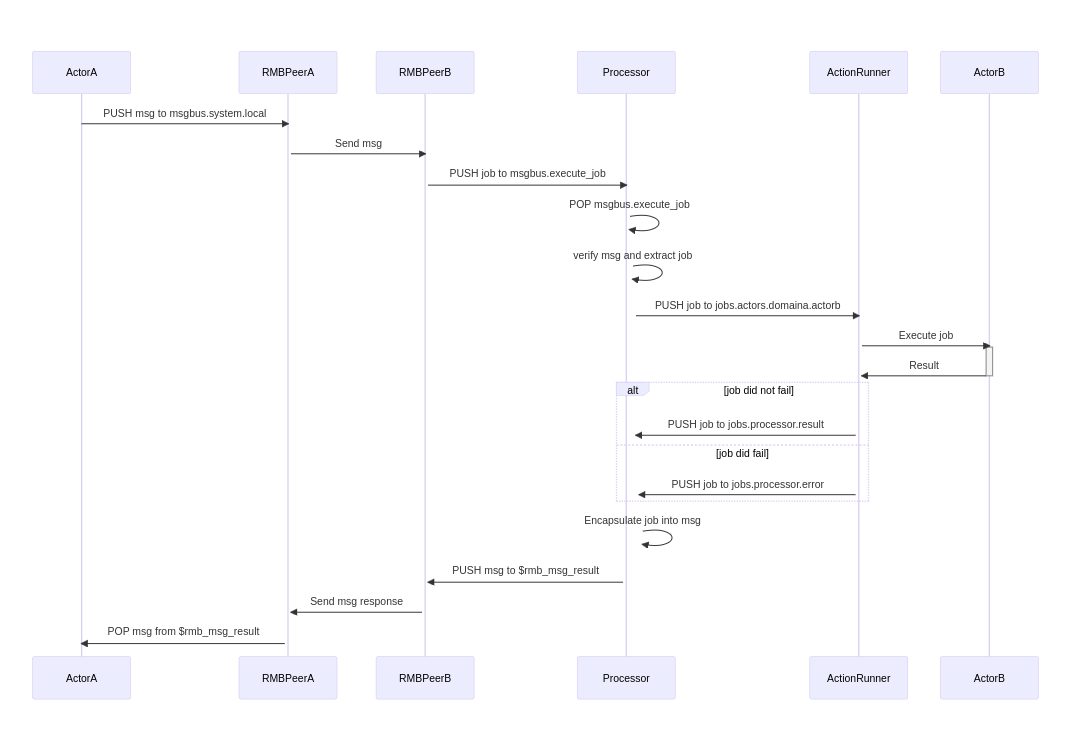 ActorA
RMBPeerA
RMBPeerB
Processor
ActionRunner
ActorB
PUSH msg to msgbus.system.local
Send msg
PUSH job to msgbus.execute_job
POP msgbus.execute_job
verify msg and extract job
PUSH job to jobs.actors.domaina.actorb
Execute job
Result
alt
[job did not fail]
PUSH job to jobs.processor.result
[job did fail]
PUSH job to jobs.processor.error
Encapsulate job into msg
PUSH msg to $rmb_msg_result
Send msg response
POP msg from $rmb_msg_result
ActorA
RMBPeerA
RMBPeerB
Processor
ActionRunner
ActorB